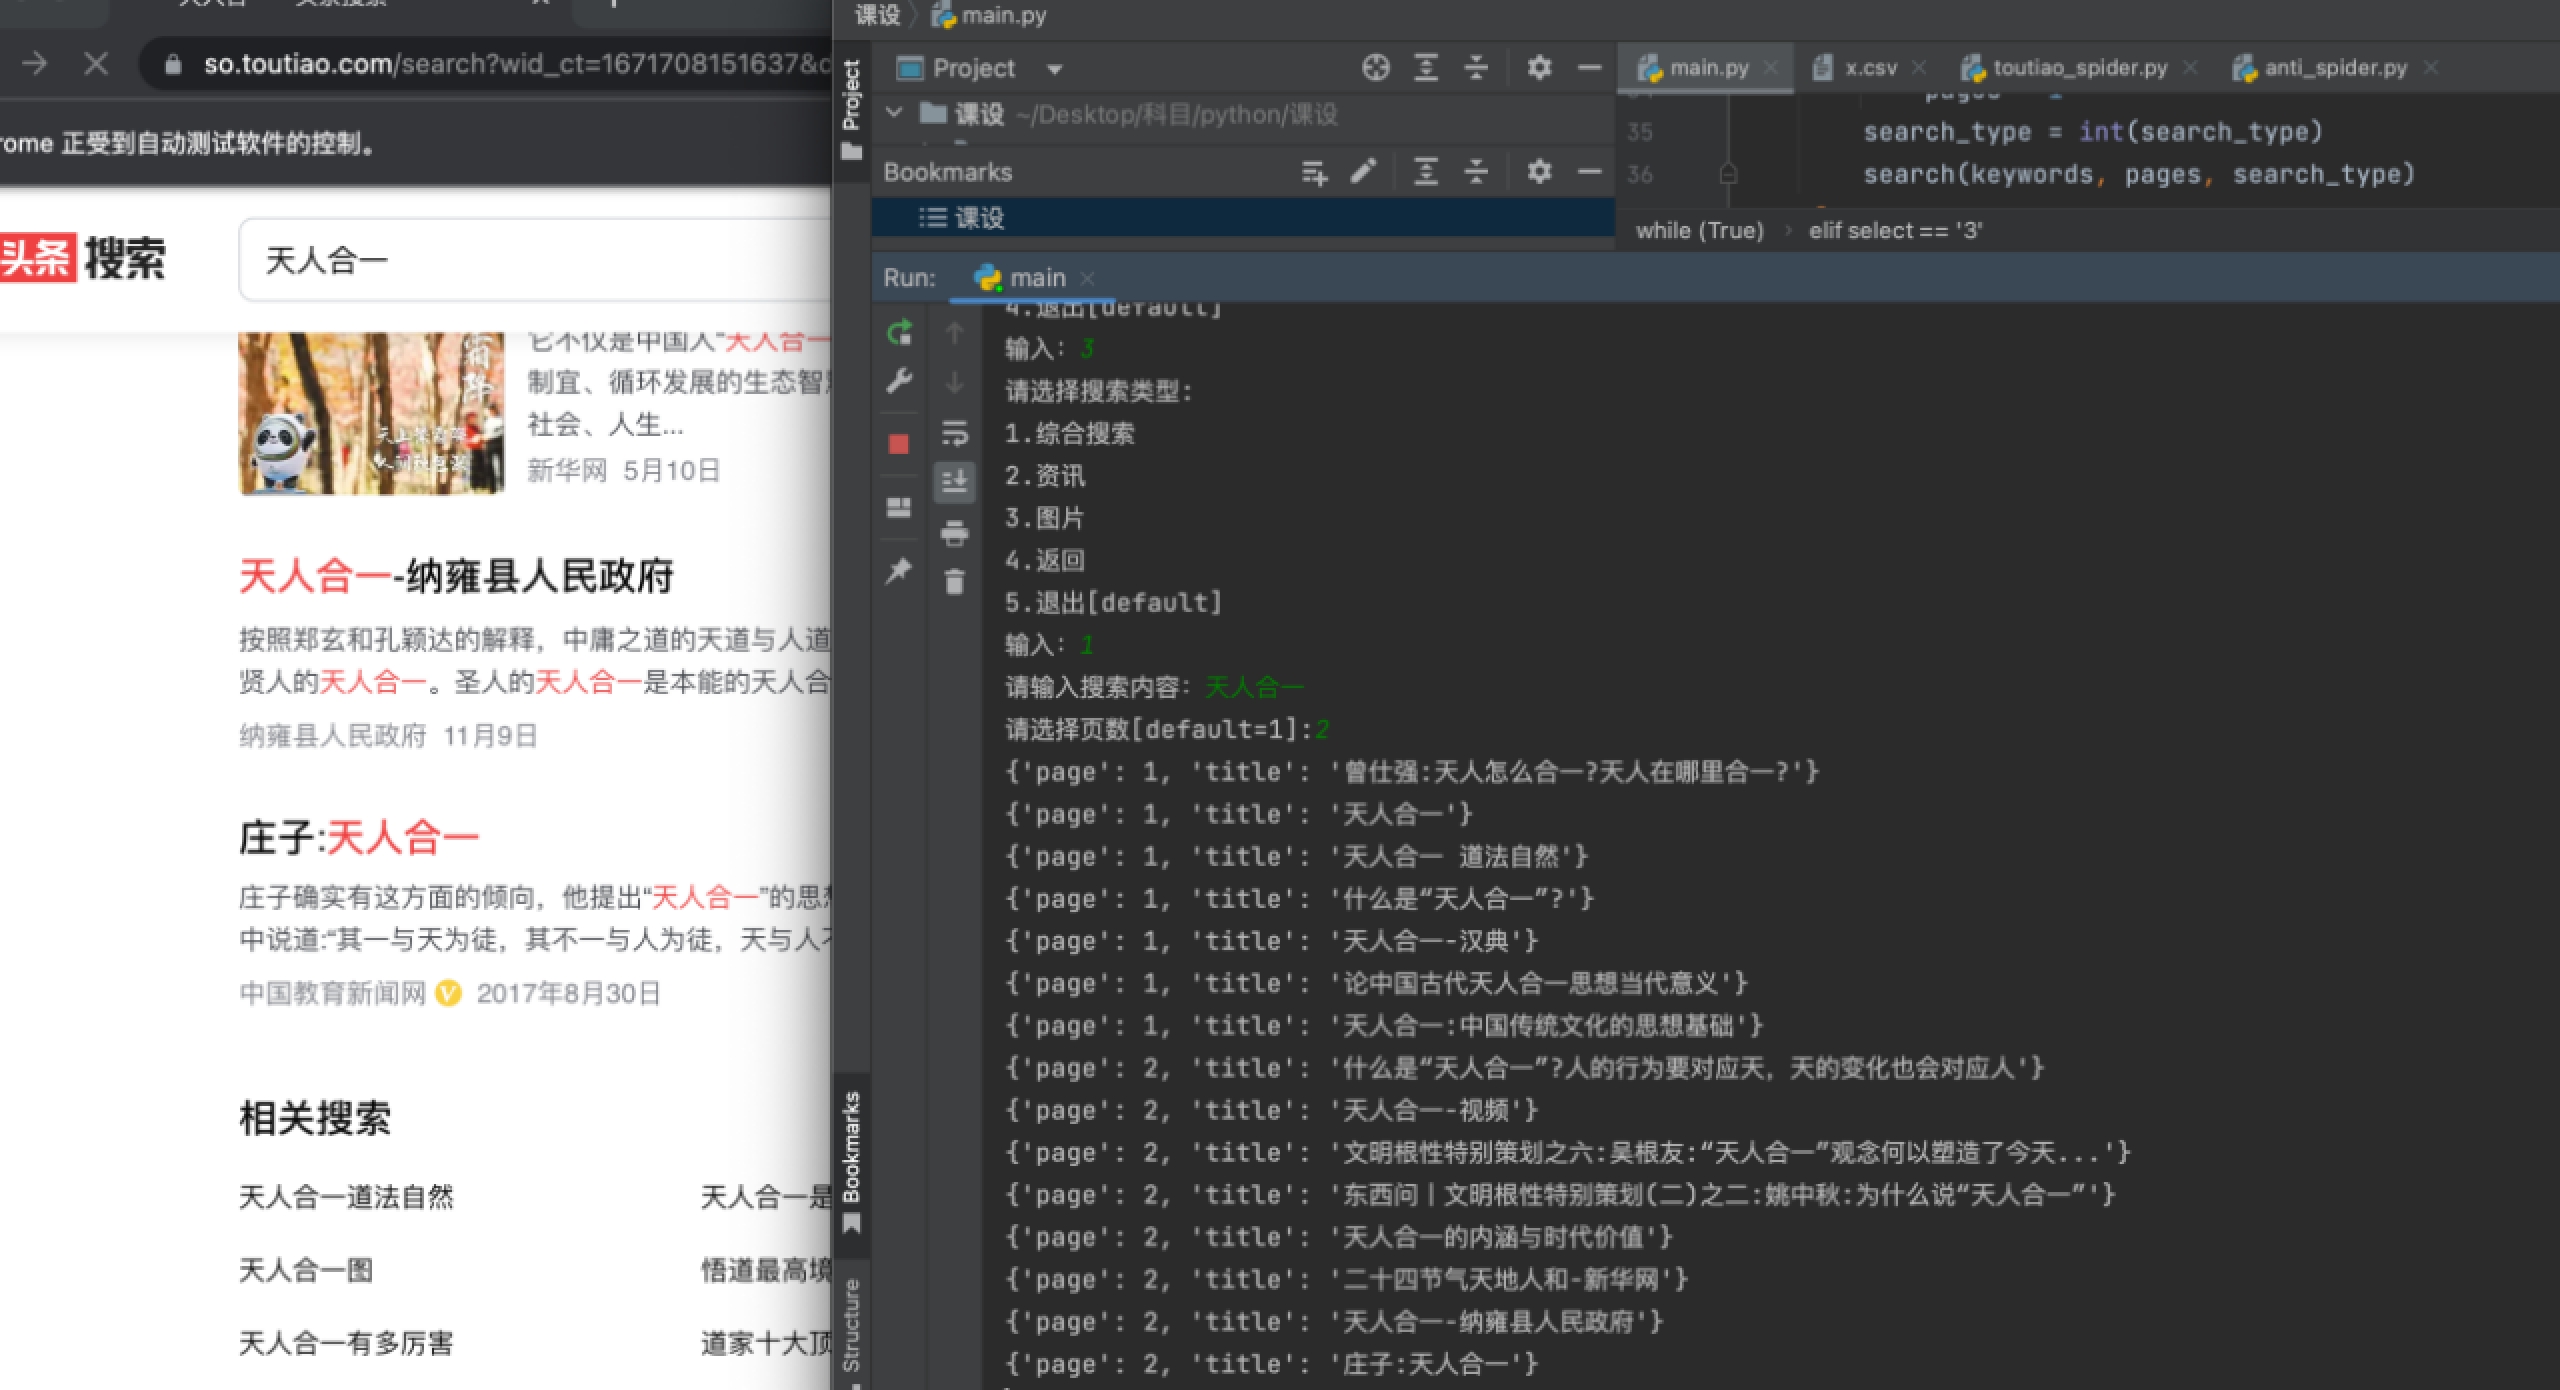 so.toutiao.com/search?wid_ct=1671708151637&
rome 正受到自动测试软件的控制。
头条 搜索
天人合一
它不仅是中国人“天人合一
制宜、循环发展的生态智
社会、人生...
新华网 5月10日
天人合一-纳雍县人民政府
按照郑玄和孔颖达的解释，中庸之道的天道与人道
贤人的天人合一。圣人的天人合一是本能的天人合
纳雍县人民政府 11月9日
庄子:天人合一
庄子确实有这方面的倾向，他提出“天人合一”的思
中说道:“其一与天为徒，其不一与人为徒，天与人
中国教育新闻网 V 2017年8月30日
相关搜索
天人合一道法自然 天人合一是
天人合一图 悟道最高境
天人合一有多厉害 道家十大顶
课设 main.py
Project
Project
main.py x.csv toutiao_spider.py anti_spider.py
课设 ~/Desktop/科目/python/课设
35 search_type = int(search_type)
Bookmarks
36 search(keywords, pages, search_type)
课设
while (True) › elif select == '3'
Run: main
4.退出[default]
输入: 3
请选择搜索类型:
1.综合搜索
2.资讯
3.图片
4.返回
5.退出[default]
输入: 1
请输入搜索内容: 天人合一
请选择页数[default=1]:2
{'page': 1, 'title': '曾仕强:天人怎么合一?天人在哪里合一?'}
{'page': 1, 'title': '天人合一'}
{'page': 1, 'title': '天人合一 道法自然'}
{'page': 1, 'title': '什么是“天人合一”?'}
{'page': 1, 'title': '天人合一-汉典'}
{'page': 1, 'title': '论中国古代天人合一思想当代意义'}
{'page': 1, 'title': '天人合一:中国传统文化的思想基础'}
{'page': 2, 'title': '什么是“天人合一”?人的行为要对应天，天的变化也会对应人'}
{'page': 2, 'title': '天人合一-视频'}
{'page': 2, 'title': '文明根性特别策划之六:吴根友:“天人合一”观念何以塑造了今天...'}
{'page': 2, 'title': '东西问丨文明根性特别策划(二)之二:姚中秋:为什么说“天人合一”'}
{'page': 2, 'title': '天人合一的内涵与时代价值'}
{'page': 2, 'title': '二十四节气天地人和-新华网'}
{'page': 2, 'title': '天人合一-纳雍县人民政府'}
{'page': 2, 'title': '庄子:天人合一'}
Bookmarks
Structure